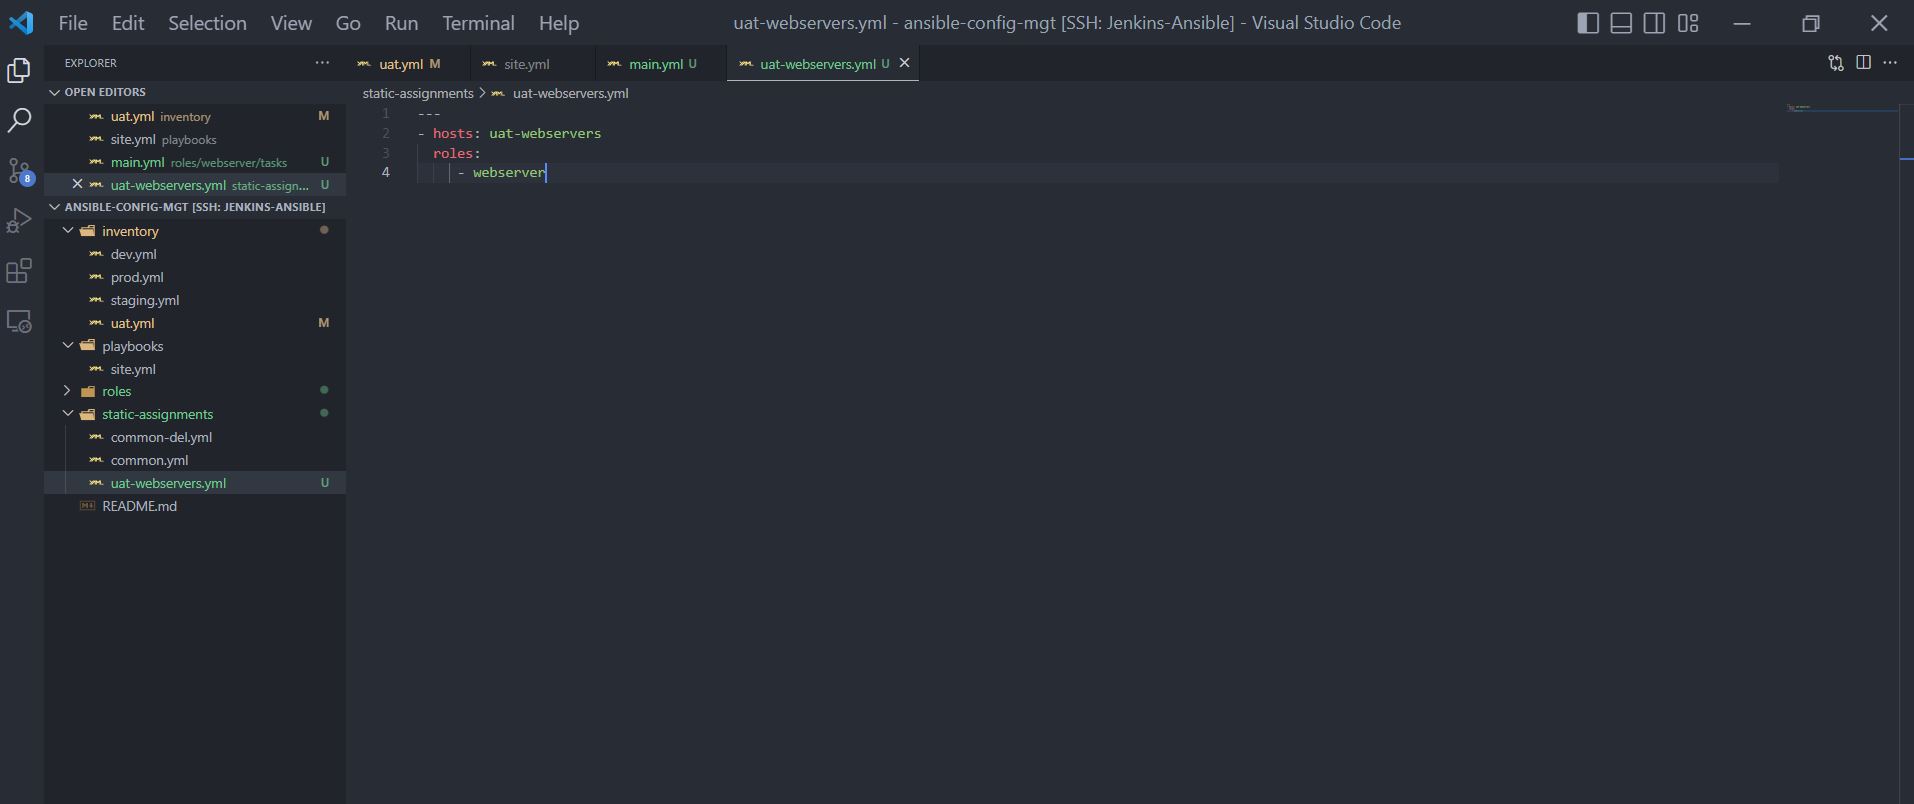 File Edit Selection View Go Run Terminal Help uat-webservers.yml - ansible-config-mgt [SSH: Jenkins-Ansible] - Visual Studio Code
EXPLORER ···
uat.yml M site.yml main.yml U uat-webservers.yml U
OPEN EDITORS
uat.yml inventory M
site.yml playbooks
main.yml roles/webserver/tasks U
uat-webservers.yml static-assign... U
8
ANSIBLE-CONFIG-MGT [SSH: JENKINS-ANSIBLE]
inventory
dev.yml
prod.yml
staging.yml
uat.yml M
playbooks
site.yml
roles
static-assignments
common-del.yml
common.yml
uat-webservers.yml U
README.md
static-assignments > uat-webservers.yml
1 ---
2 - hosts: uat-webservers
3 roles:
4 - webserver